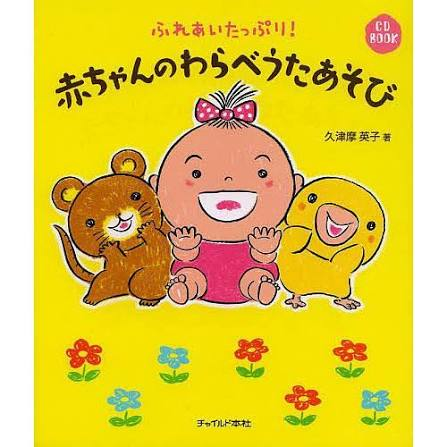 ふれあいたっぷり!
CD
BOOK
赤ちゃんのわらべうたあそび
久津摩 英子 著
チャイルド本社